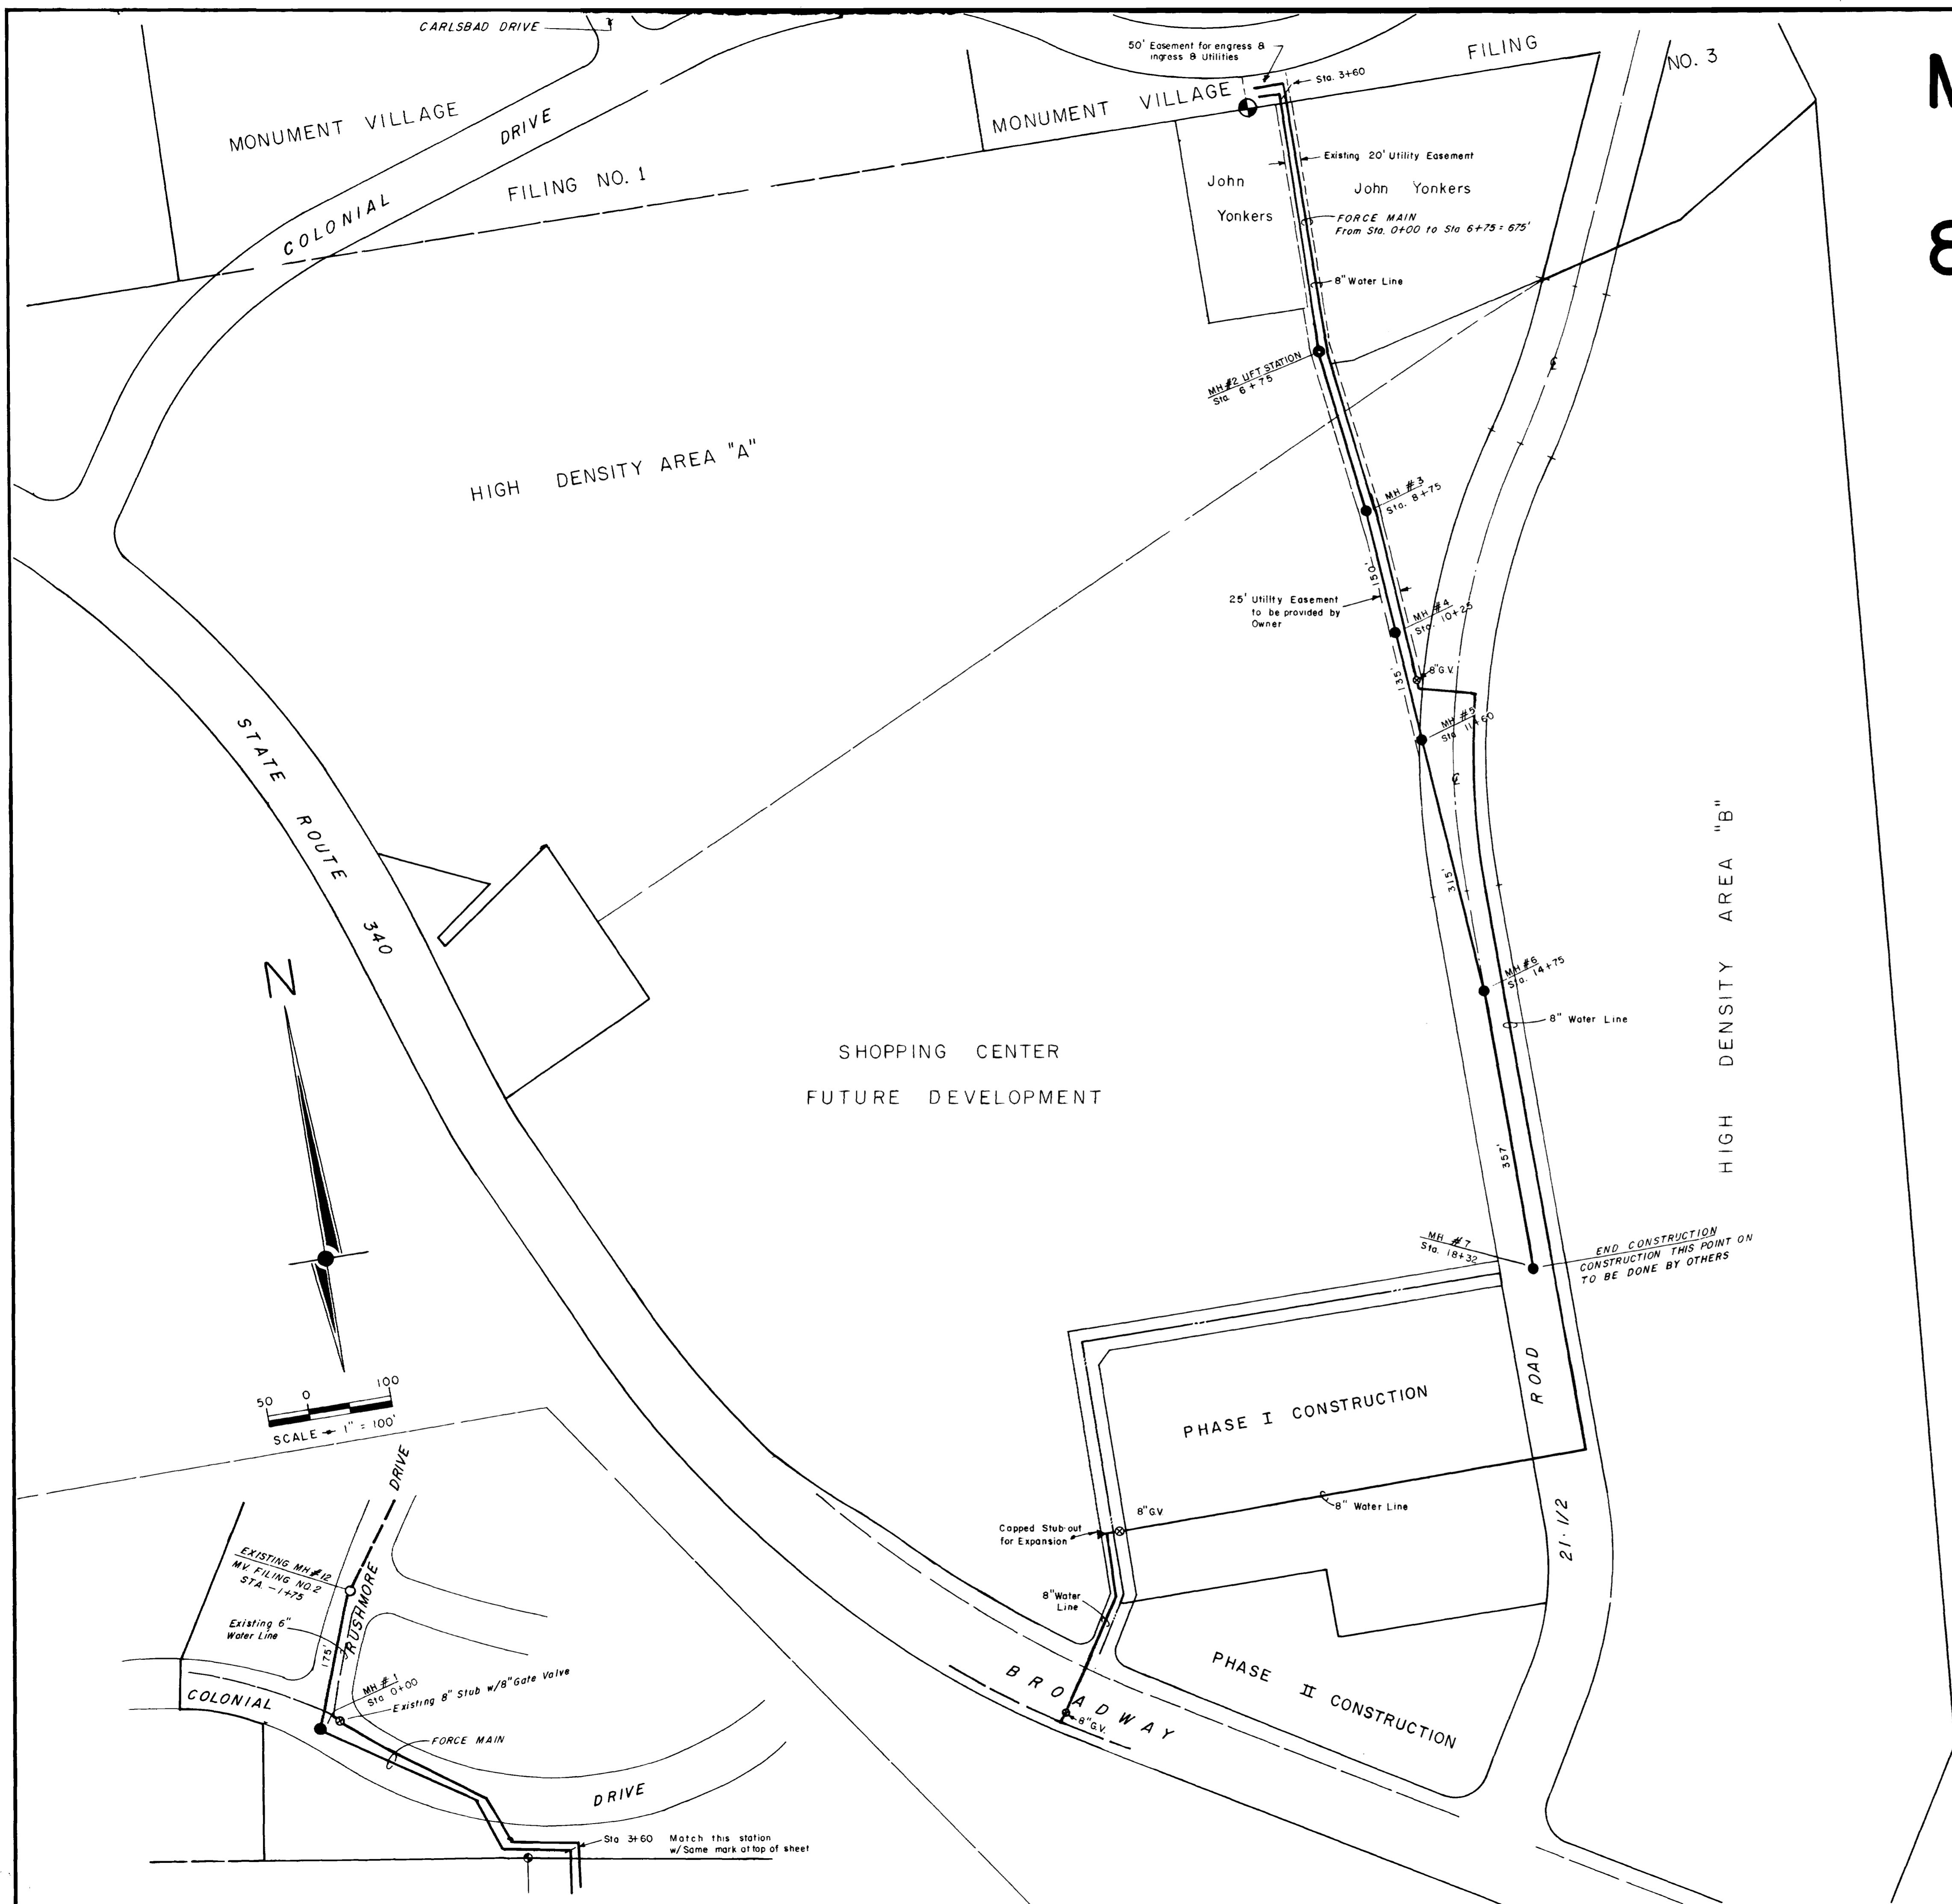 CARLSBAD DRIVE
MONUMENT VILLAGE
FILING NO. 1
COLONIAL
DRIVE
50' Easement for engress &
ingress & Utilities
Sta. 3+60
FILING
NO. 3
MONUMENT VILLAGE
Existing 20' Utility Easement
John
Yonkers
John Yonkers
FORCE MAIN
From Sta. 0+00 to Sta 6+75 = 675'
8" Water Line
MH #2 LIFT STATION
Sta 6+75
HIGH DENSITY AREA "A"
MH #3
Sta. 8+75
150'
25' Utility Easement
to be provided by
Owner
MH #4
Sta. 10+25
8" G.V.
135'
MH #5
Sta 11+60
℄
℄
STATE ROUTE 340
315'
HIGH DENSITY AREA "B"
MH #6
Sta. 14+75
8" Water Line
N
SHOPPING CENTER
FUTURE DEVELOPMENT
357'
MH #7
Sta. 18+32
END CONSTRUCTION
CONSTRUCTION THIS POINT ON
TO BE DONE BY OTHERS
50 0 100
SCALE 1" = 100'
PHASE I CONSTRUCTION
ROAD
21-1/2
8" G.V
8" Water Line
Capped Stub-out
for Expansion
8" Water
Line
BROADWAY
8" G.V.
PHASE II CONSTRUCTION
DRIVE
RUSHMORE
EXISTING MH #12
M.V. FILING NO. 2
STA. -1+75
Existing 6"
Water Line
175'
MH #1
Sta 0+00
Existing 8" Stub w/8" Gate Valve
COLONIAL
FORCE MAIN
DRIVE
Sta 3+60 Match this station
w/Same mark at top of sheet
M
8